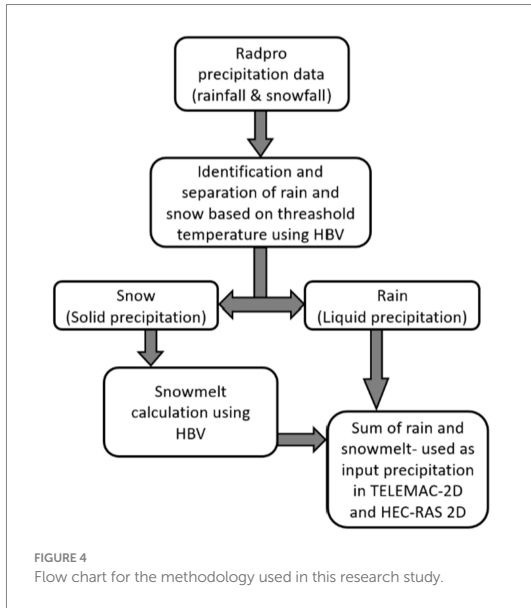 Radpro
precipitation data
(rainfall & snowfall)
Identification and
separation of rain and
snow based on threashold
temperature using HBV
Snow
(Solid precipitation)
Rain
(Liquid precipitation)
Snowmelt
calculation using
HBV
Sum of rain and
snowmelt- used as
input precipitation
in TELEMAC-2D
and HEC-RAS 2D
FIGURE 4
Flow chart for the methodology used in this research study.